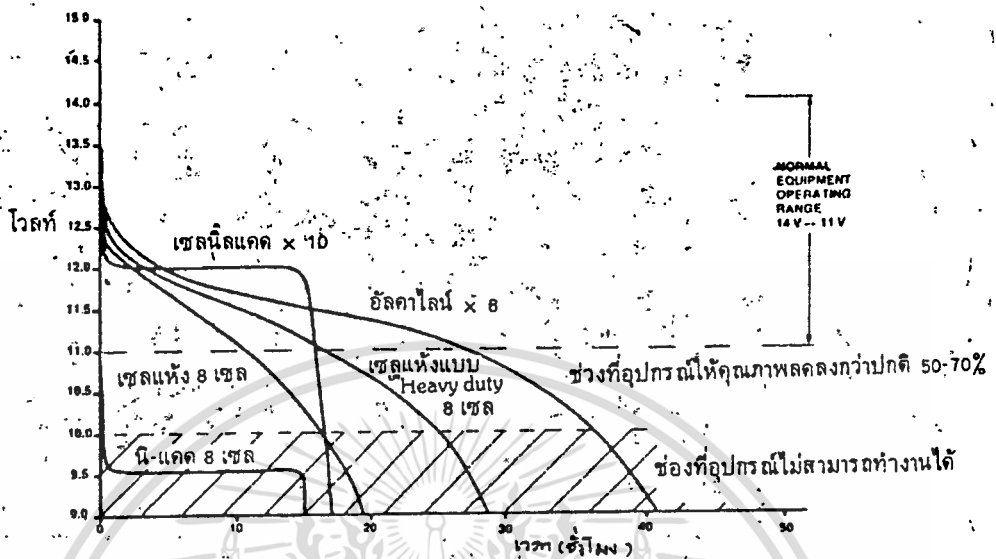 15.0
14.5
14.0
13.5
13.0
12.5
12.0
11.5
11.0
10.5
10.0
9.5
9.0
โวลท์
0
10
20
30
40
50
เวลา (ชั่วโมง)
เซลนิลแคด × 10
อัลคาไลน์ × 8
เซลแห้ง 8 เซล
เซลแห้งแบบ
Heavy duty
8 เซล
นิ-แคด 8 เซล
NORMAL
EQUIPMENT
OPERATING
RANGE
14 V -- 11 V
ช่วงที่อุปกรณ์ให้คุณภาพลดลงกว่าปกติ 50-70%
ช่องที่อุปกรณ์ไม่สามารถทำงานได้